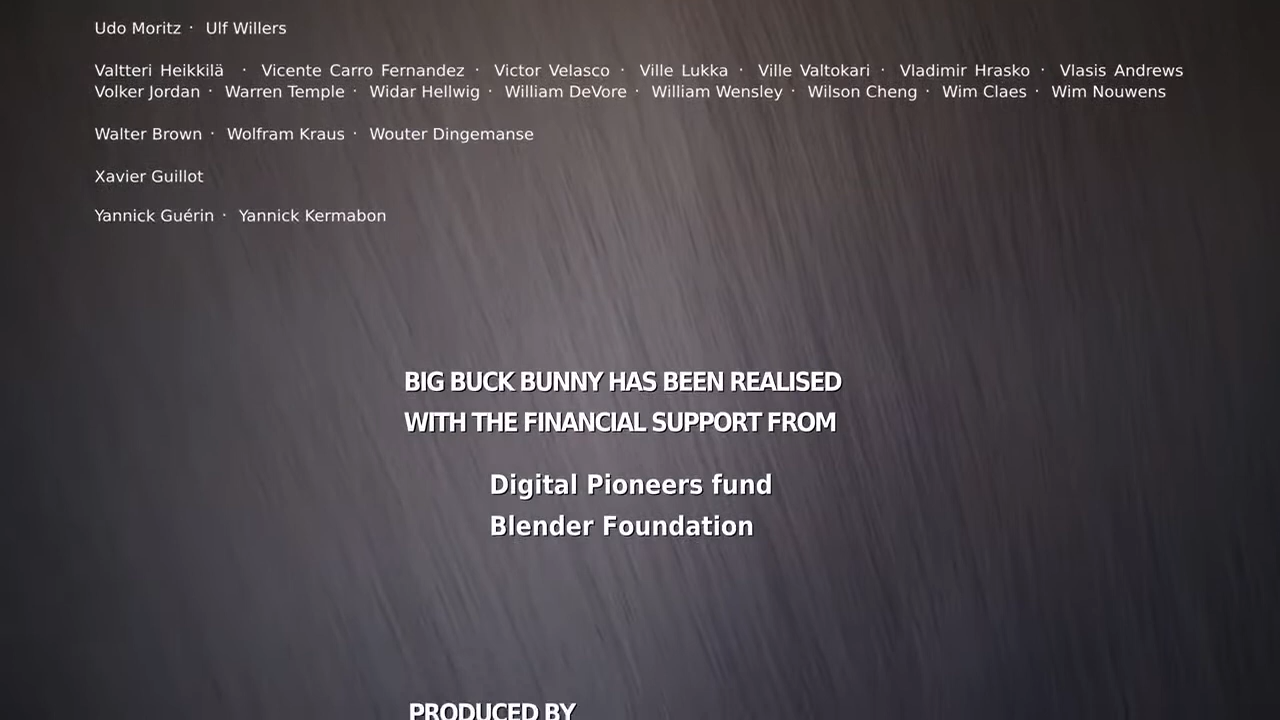 Udo Moritz · Ulf Willers
Valtteri Heikkilä · Vicente Carro Fernandez · Victor Velasco · Ville Lukka · Ville Valtokari · Vladimir Hrasko · Vlasis Andrews
Volker Jordan · Warren Temple · Widar Hellwig · William DeVore · William Wensley · Wilson Cheng · Wim Claes · Wim Nouwens
Walter Brown · Wolfram Kraus · Wouter Dingemanse
Xavier Guillot
Yannick Guérin · Yannick Kermabon
BIG BUCK BUNNY HAS BEEN REALISED
WITH THE FINANCIAL SUPPORT FROM
Digital Pioneers fund
Blender Foundation
PRODUCED BY